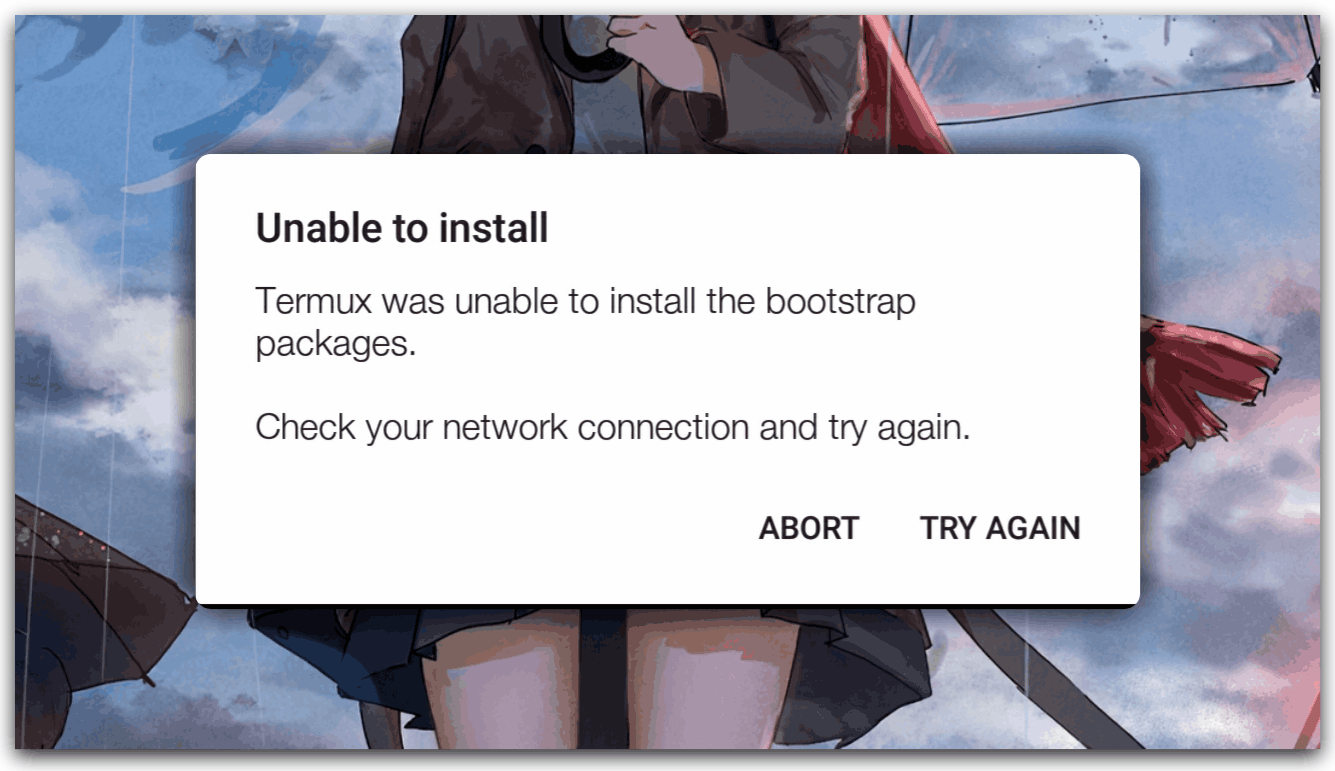 Unable to install
Termux was unable to install the bootstrap
packages.
Check your network connection and try again.
ABORT TRY AGAIN